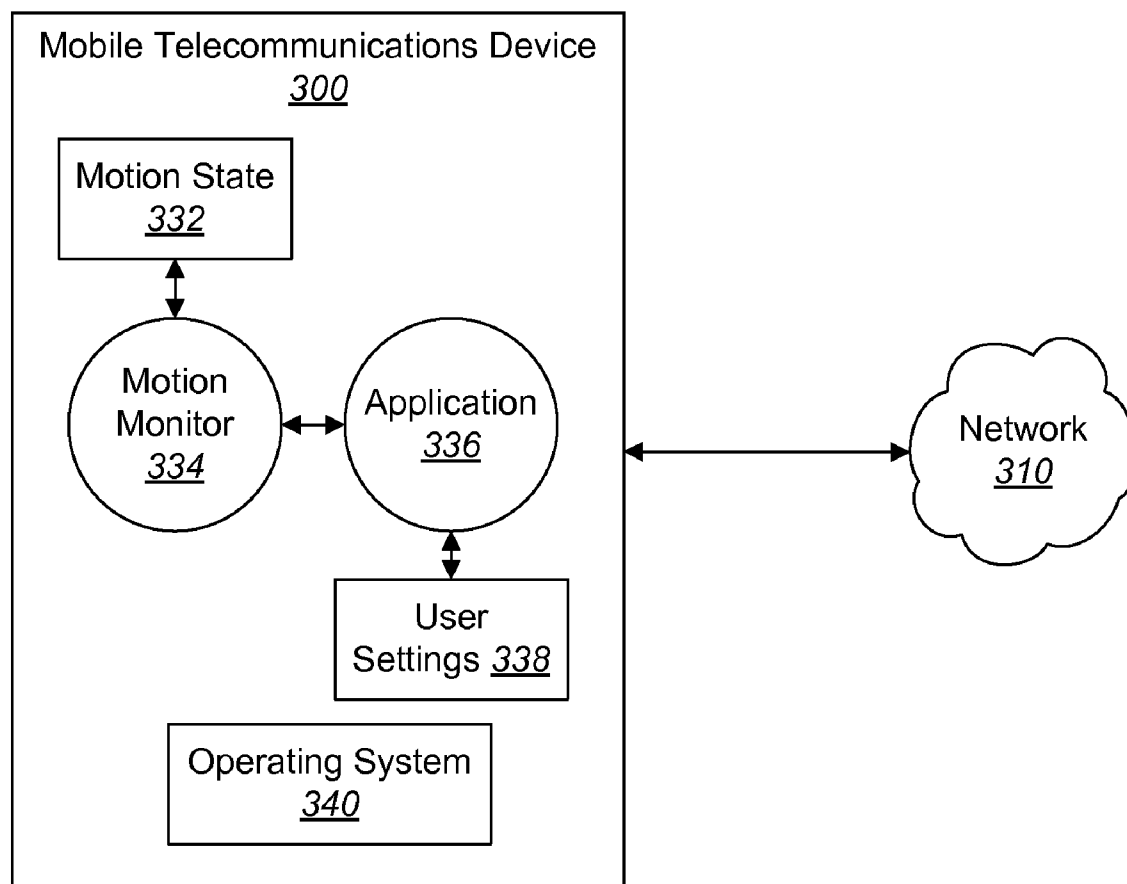 Mobile Telecommunications Device
300
Motion State
332
Motion
Monitor
334
Application
336
User
Settings 338
Operating System
340
Network
310